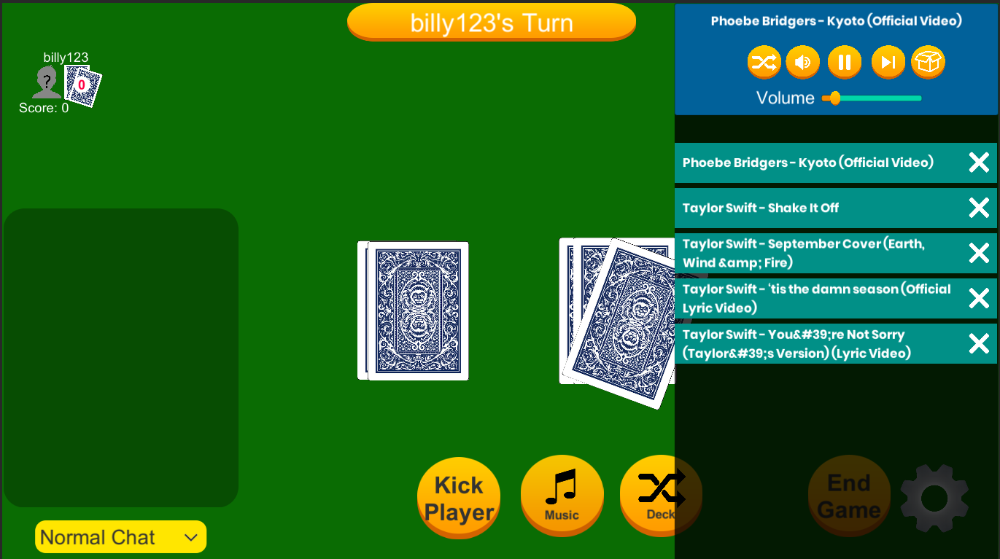 billy123's Turn
Phoebe Bridgers - Kyoto (Official Video)
billy123
?
0
Score: 0
Volume
Phoebe Bridgers - Kyoto (Official Video)
Taylor Swift - Shake It Off
Taylor Swift - September Cover (Earth,
Wind &amp; Fire)
Taylor Swift - ‘tis the damn season (Official
Lyric Video)
Taylor Swift - You&#39;re Not Sorry
(Taylor&#39;s Version) (Lyric Video)
Kick
Player
Music
Deck
End
Game
Normal Chat